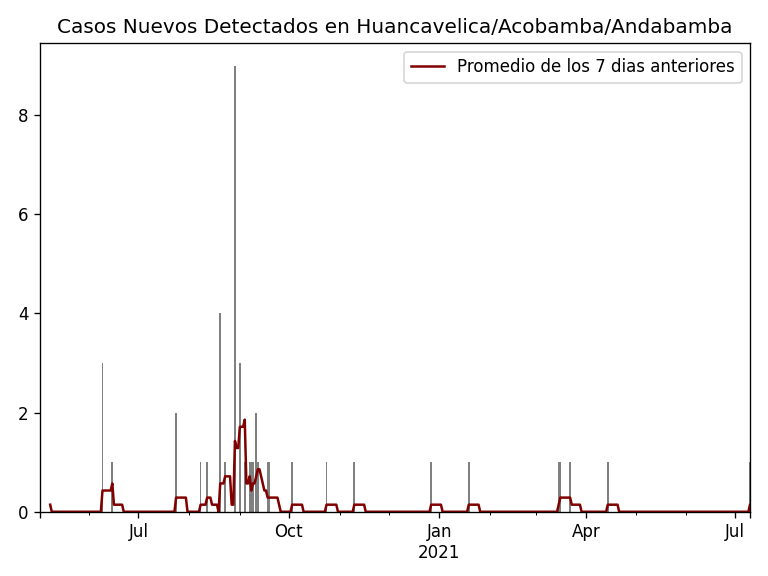 Casos Nuevos Detectados en Huancavelica/Acobamba/Andabamba
Promedio de los 7 dias anteriores
8
6
4
2
0
Jul
Oct
Jan
2021
Apr
Jul